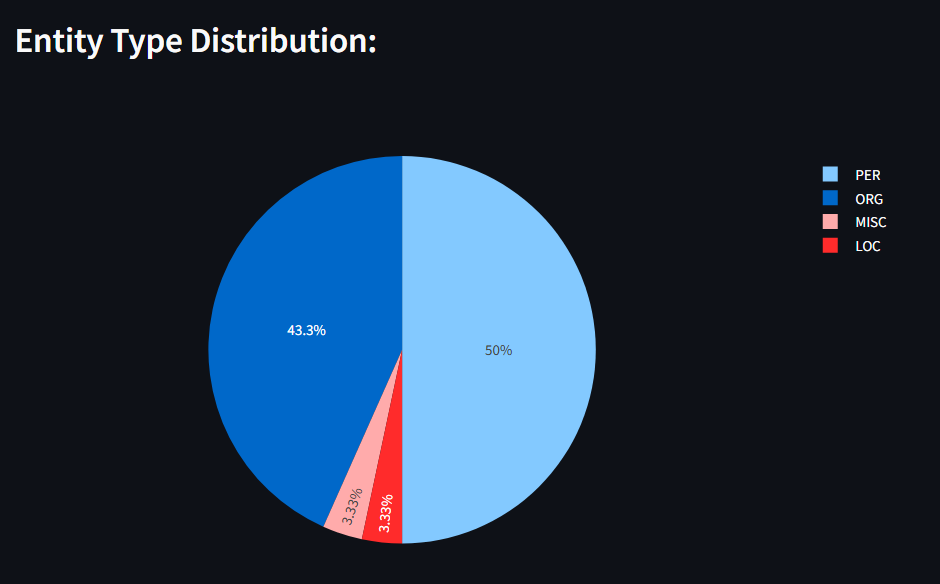 Entity Type Distribution:
PER
ORG
MISC
LOC
43.3%
50%
3.33%
3.33%